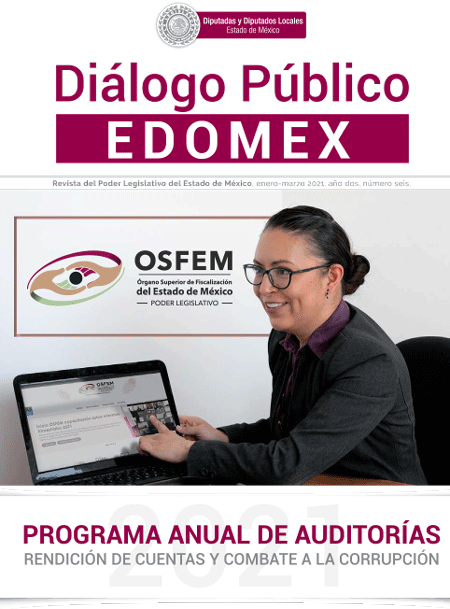 Diputadas y Diputados Locales
Estado de México
Diálogo Público
EDOMEX
Revista del Poder Legislativo del Estado de México, enero-marzo 2021, año dos, número seis.
OSFEM
Órgano Superior de Fiscalización
del Estado de México
PODER LEGISLATIVO
OSFEM
2021
PROGRAMA ANUAL DE AUDITORÍAS
RENDICIÓN DE CUENTAS Y COMBATE A LA CORRUPCIÓN